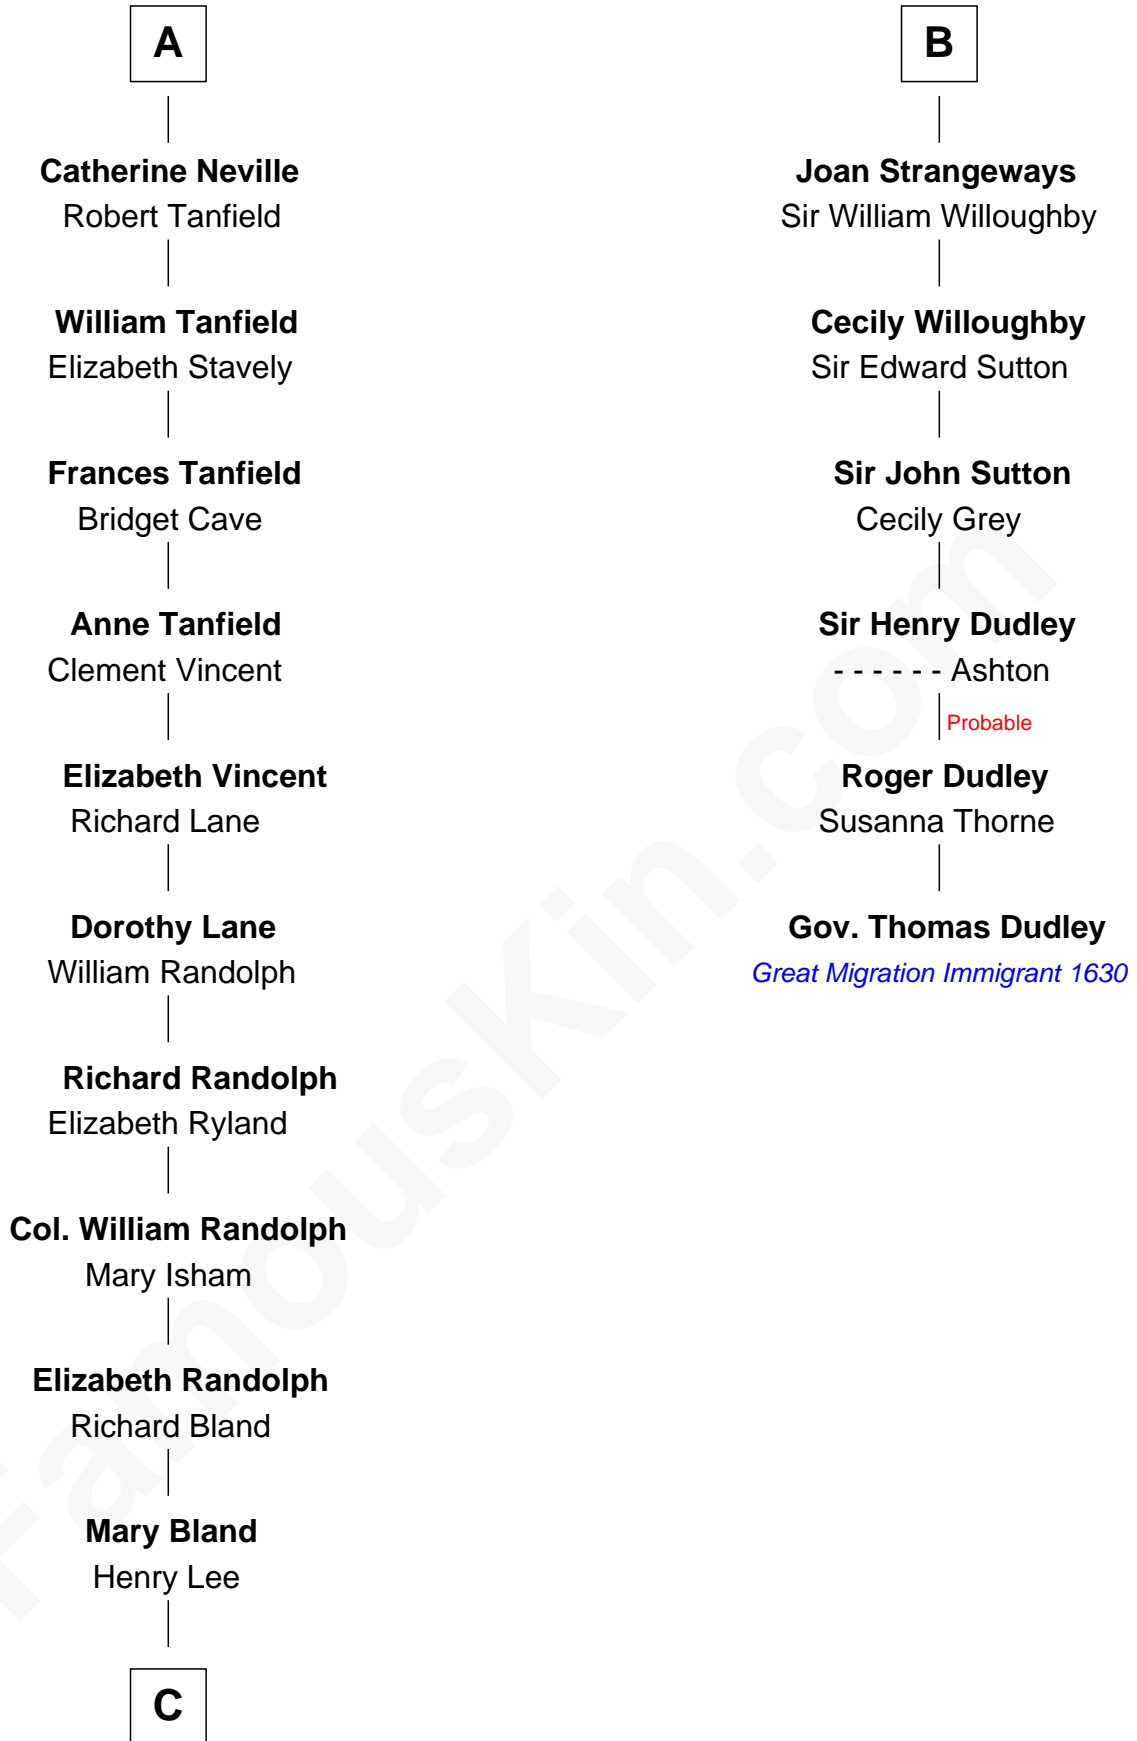 A
Catherine Neville
Robert Tanfield
William Tanfield
Elizabeth Stavely
Frances Tanfield
Bridget Cave
Anne Tanfield
Clement Vincent
Elizabeth Vincent
Richard Lane
Dorothy Lane
William Randolph
Richard Randolph
Elizabeth Ryland
Col. William Randolph
Mary Isham
Elizabeth Randolph
Richard Bland
Mary Bland
Henry Lee
C
B
Joan Strangeways
Sir William Willoughby
Cecily Willoughby
Sir Edward Sutton
Sir John Sutton
Cecily Grey
Sir Henry Dudley
- - - - - - Ashton
Probable
Roger Dudley
Susanna Thorne
Gov. Thomas Dudley
Great Migration Immigrant 1630
FamousKin.com